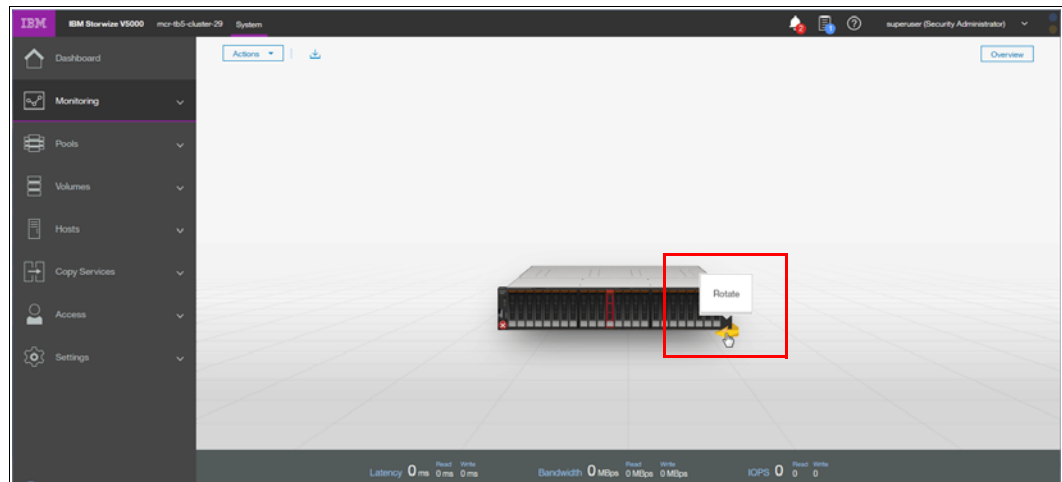 IBM IBM Storwize V5000 mcr-tb5-cluster-29 System 2 1 ? superuser (Security Administrator)
Actions Overview
Dashboard
Monitoring
Pools
Volumes
Hosts
Copy Services
Access
Settings
Rotate
Latency 0 ms Read 0 ms Write 0 ms Bandwidth 0 MBps Read 0 MBps Write 0 MBps IOPS 0 Read 0 Write 0